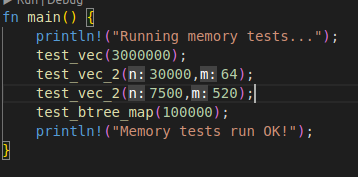 Run | Debug
fn main() {
println!("Running memory tests...");
test_vec(3000000);
test_vec_2(n:30000,m:64);
test_vec_2(n:7500,m:520);
test_btree_map(100000);
println!("Memory tests run OK!");
}